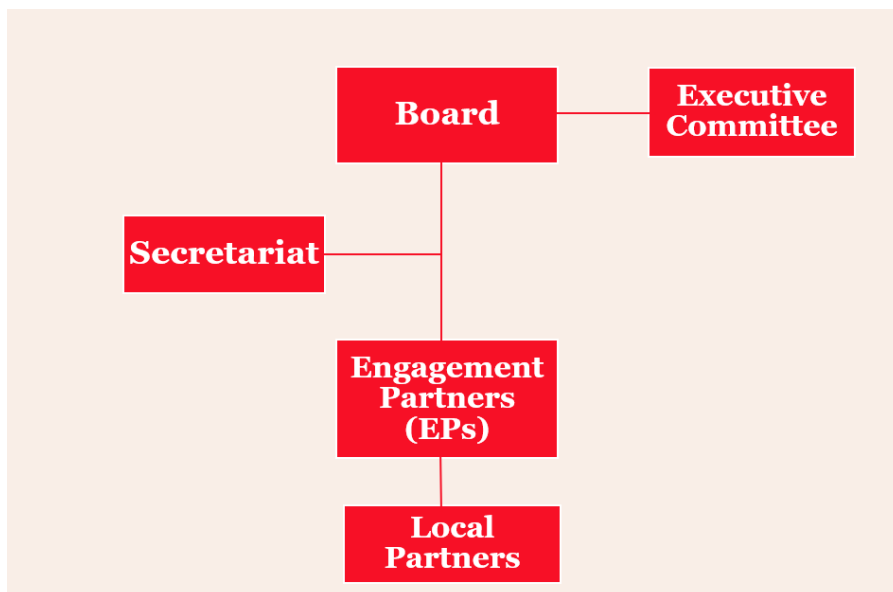 Board
Executive
Committee
Secretariat
Engagement
Partners
(EPs)
Local
Partners